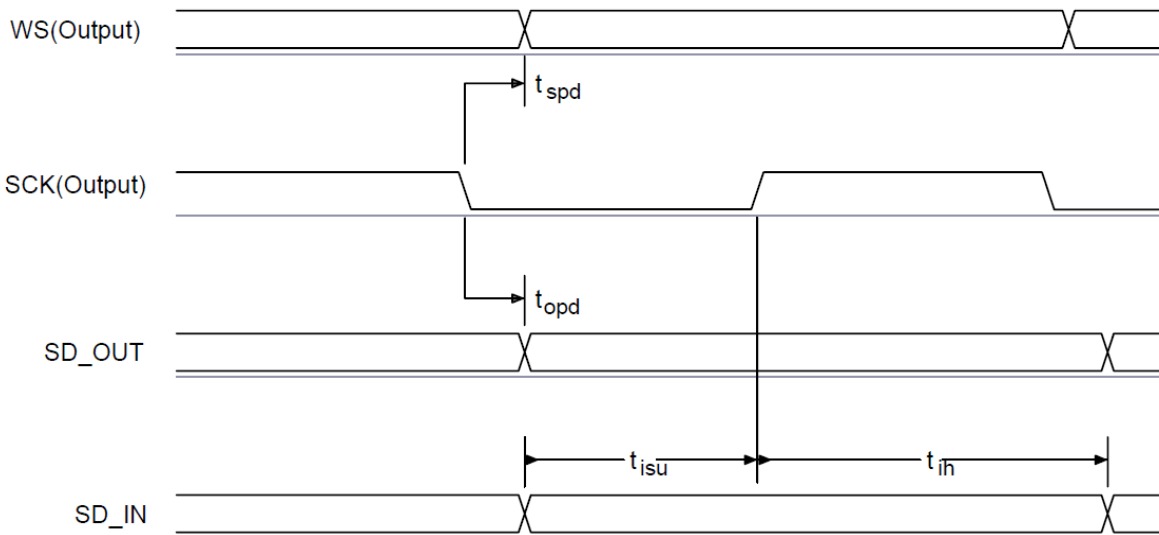 WS(Output)
tspd
SCK(Output)
topd
SD_OUT
tisu
tih
SD_IN